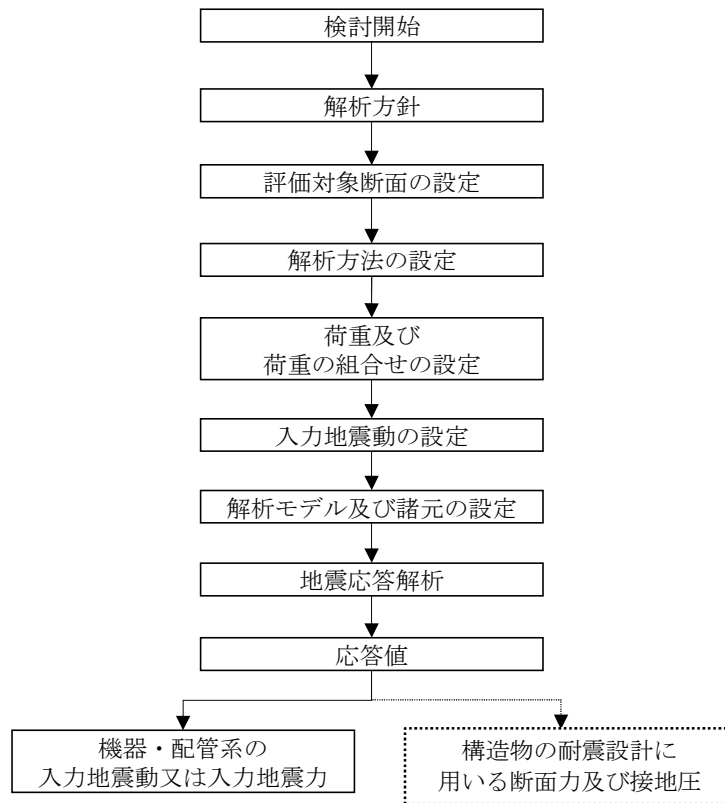 検討開始
解析方針
評価対象断面の設定
解析方法の設定
荷重及び
荷重の組合せの設定
入力地震動の設定
解析モデル及び諸元の設定
地震応答解析
応答値
機器・配管系の
入力地震動又は入力地震力
構造物の耐震設計に
用いる断面力及び接地圧